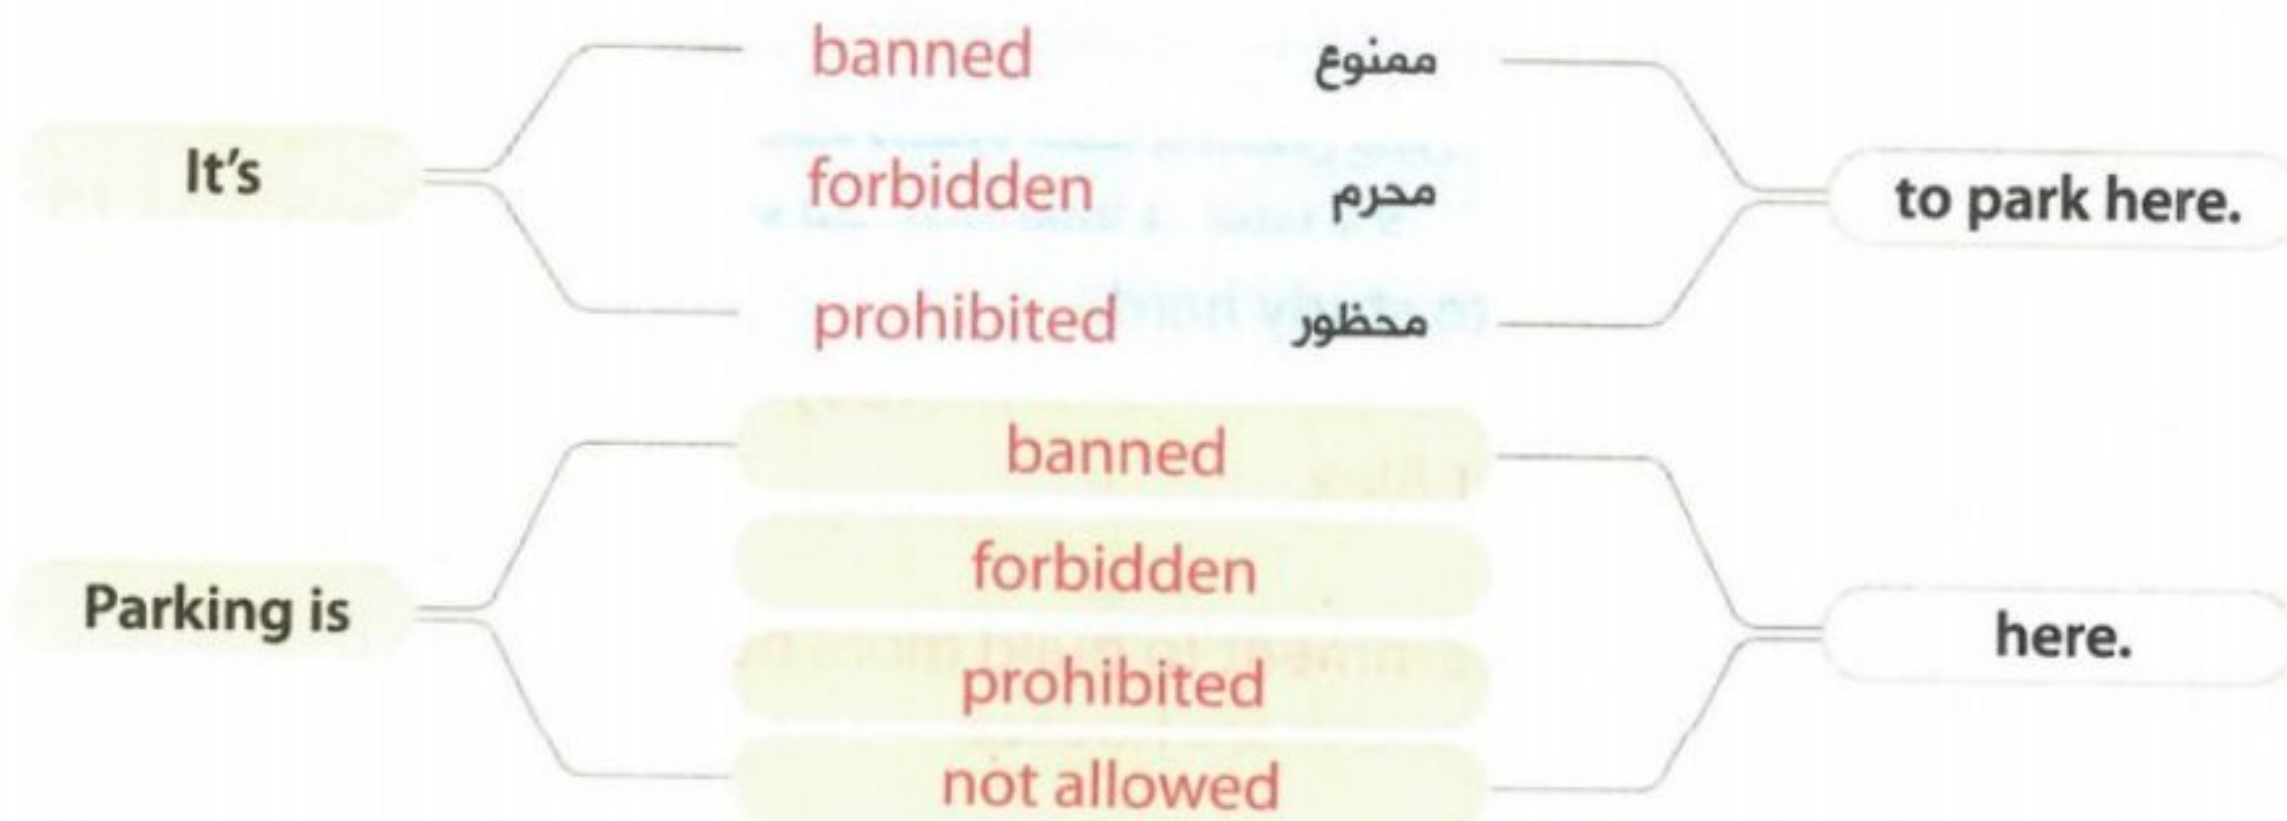 banned ممنوع
It's forbidden محرم to park here.
prohibited محظور
banned
forbidden
Parking is here.
prohibited
not allowed